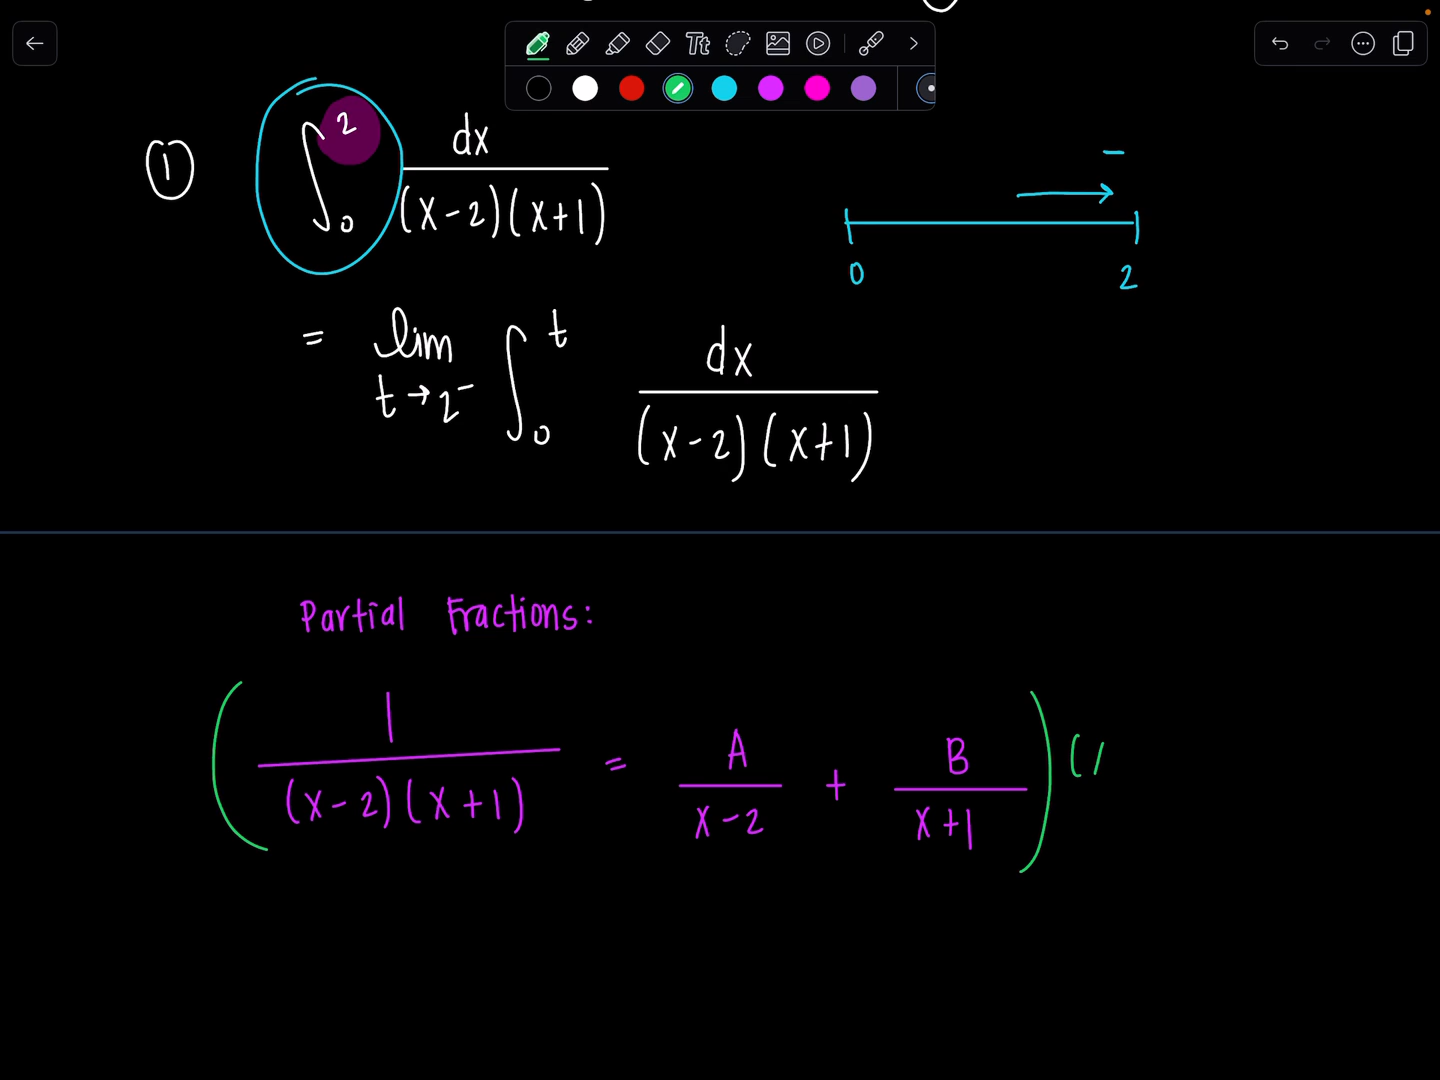 Tt
① ∫₀² dx / (x-2)(x+1)
−
0 2
= lim t→2⁻ ∫₀ᵗ dx / (x-2)(x+1)
Partial Fractions:
( 1 / (x-2)(x+1) = A / x-2 + B / x+1 ) (